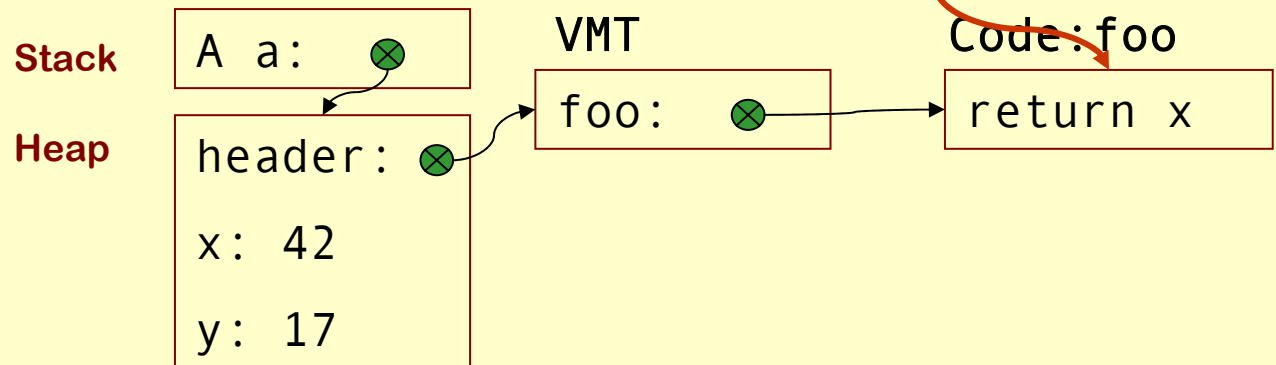 Stack
A a:
VMT
Code:foo
foo:
return x
Heap
header:
x: 42
y: 17